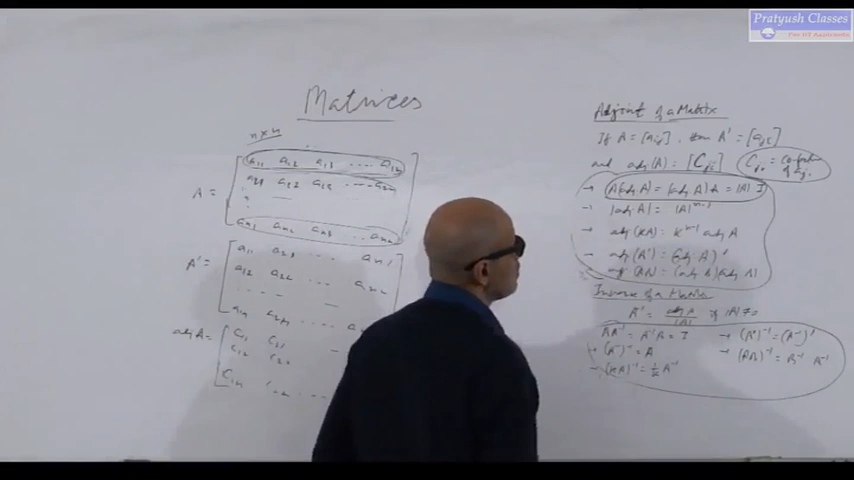 Pratyush Classes
Matrices
n×n
A = [ a₁₁ a₁₂ a₁₃ .... a₁ₙ
a₂₁ a₂₂ a₂₃ .... a₂ₙ
aₙ₁ aₙ₂ aₙ₃ .. aₙₙ ]
A' = [ a₁₁ a₂₁ ... aₙ₁
a₁₂ a₂₂ ... aₙ₂
a₁ₙ a₂ₙ ....
adj A = [ C₁₁ C₂₁
C₁₂ C₂₂
C₁ₙ
Adjoint of a Matrix
If A = [aᵢⱼ], then A' = [aⱼᵢ]
and adj(A) = [Cⱼᵢ] Cⱼᵢ = co-factor of aᵢⱼ
→ A(adj A) = (adj A)A = |A| I
→ |adj A| = |A|ⁿ⁻¹
→ adj (KA) = Kⁿ⁻¹ adj A
→ adj (A') = (adj A)'
adj (AB) = (adj B)(adj A)
Inverse of a Matrix
A⁻¹ = adj A / |A| if |A| ≠ 0
AA⁻¹ = A⁻¹A = I → (A')⁻¹ = (A⁻¹)'
→ (A⁻¹)⁻¹ = A → (AB)⁻¹ = B⁻¹ A⁻¹
→ (KA)⁻¹ = 1/K A⁻¹